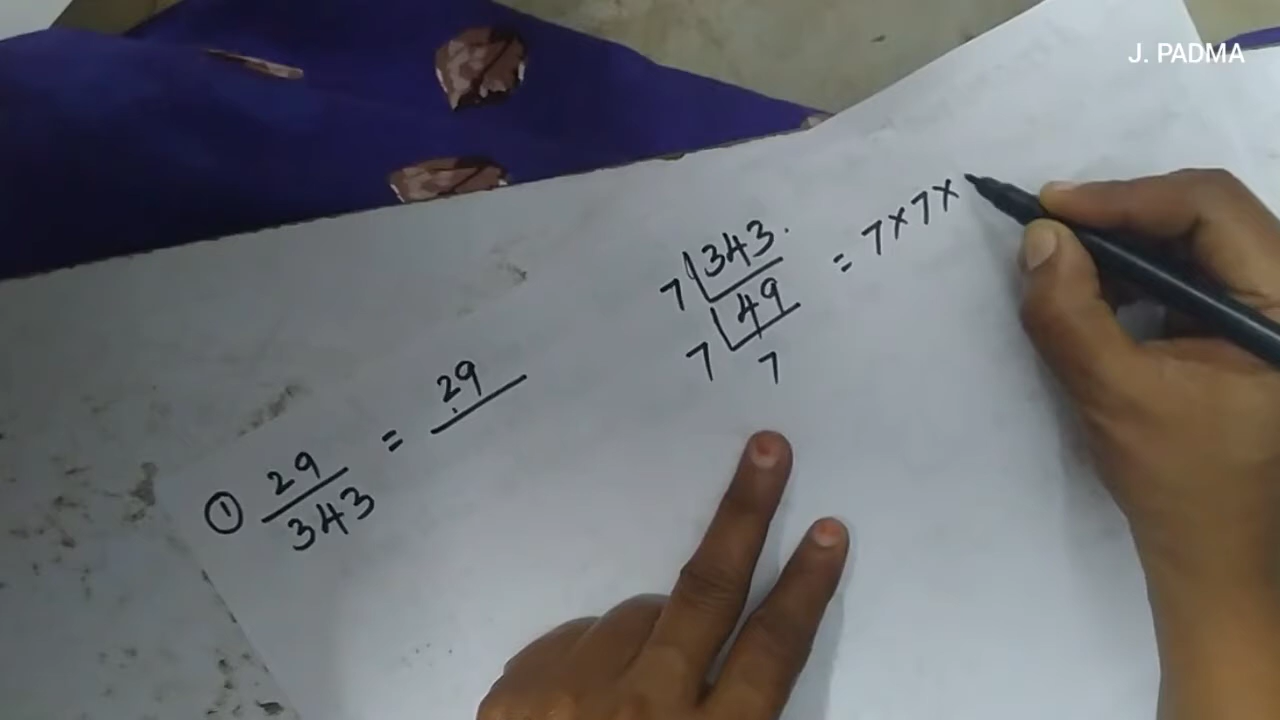 J. PADMA
7 | 343. = 7 × 7 ×
7 | 49
7
① 29/343 = 29/